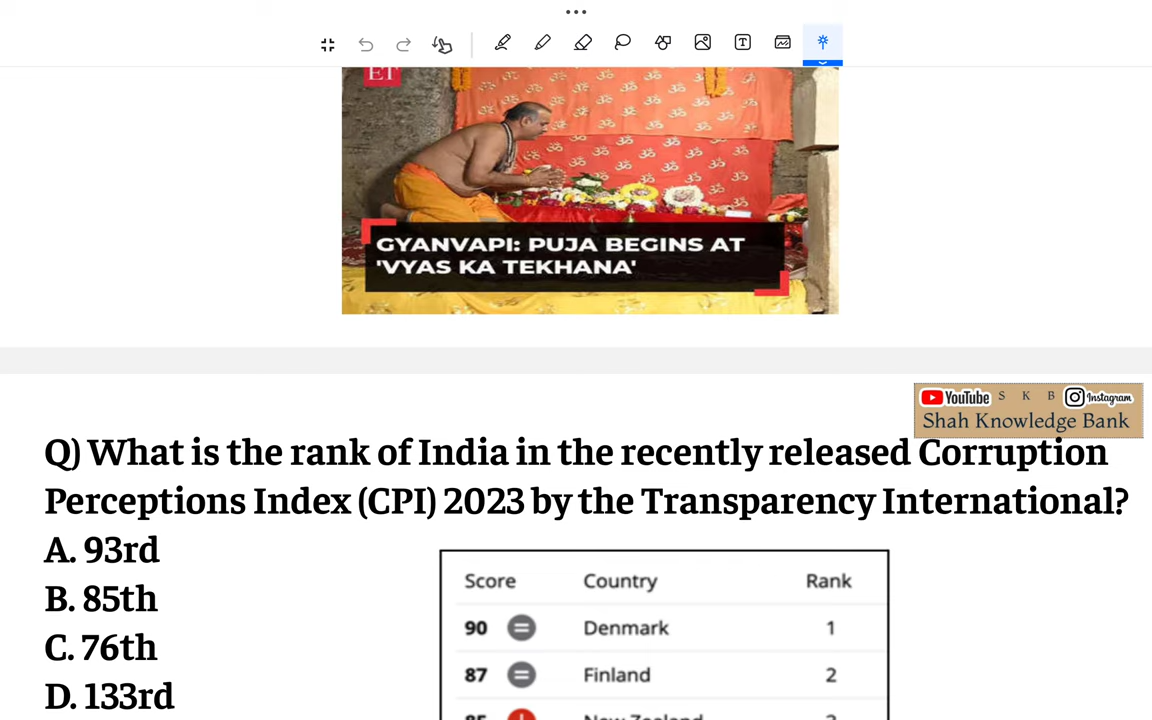 ET
GYANVAPI: PUJA BEGINS AT
'VYAS KA TEKHANA'
YouTube S K B Instagram
Shah Knowledge Bank
Q) What is the rank of India in the recently released Corruption
Perceptions Index (CPI) 2023 by the Transparency International?
A. 93rd
B. 85th
C. 76th
D. 133rd
Score Country Rank
90 Denmark 1
87 Finland 2